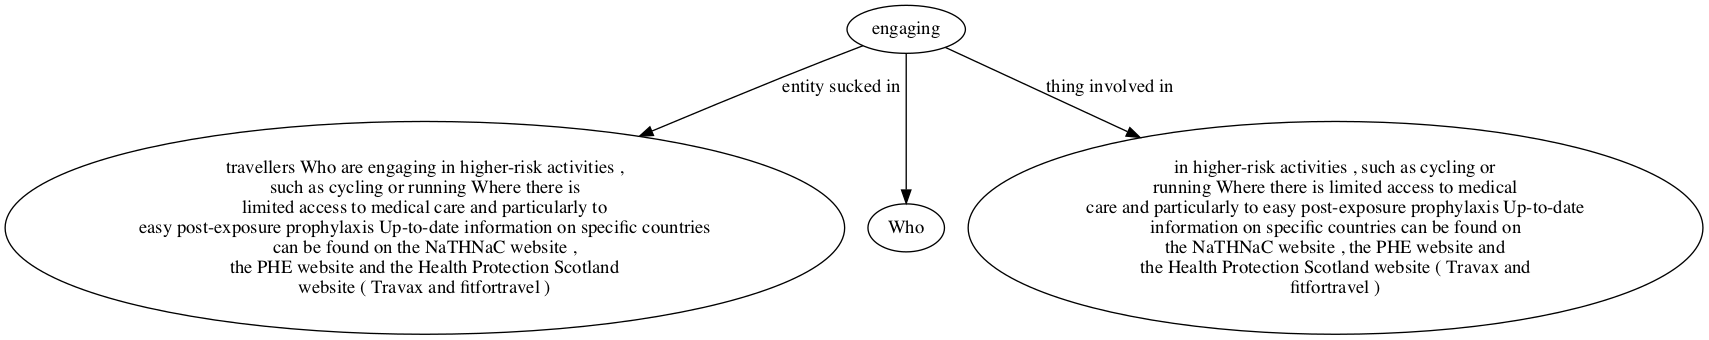 engaging
entity sucked in
thing involved in
travellers Who are engaging in higher-risk activities ,
such as cycling or running Where there is
limited access to medical care and particularly to
easy post-exposure prophylaxis Up-to-date information on specific countries
can be found on the NaTHNaC website ,
the PHE website and the Health Protection Scotland
website ( Travax and fitfortravel )
Who
in higher-risk activities , such as cycling or
running Where there is limited access to medical
care and particularly to easy post-exposure prophylaxis Up-to-date
information on specific countries can be found on
the NaTHNaC website , the PHE website and
the Health Protection Scotland website ( Travax and
fitfortravel )